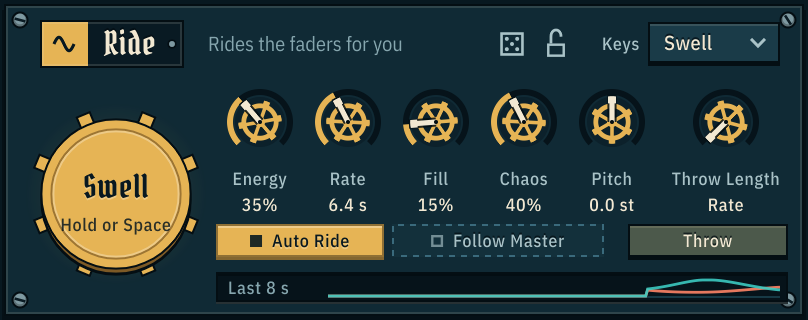 Ride
Rides the faders for you
Keys
Swell
Swell
Hold or Space
Energy
35%
Rate
6.4 s
Fill
15%
Chaos
40%
Pitch
0.0 st
Throw Length
Rate
Auto Ride
Follow Master
Throw
Last 8 s